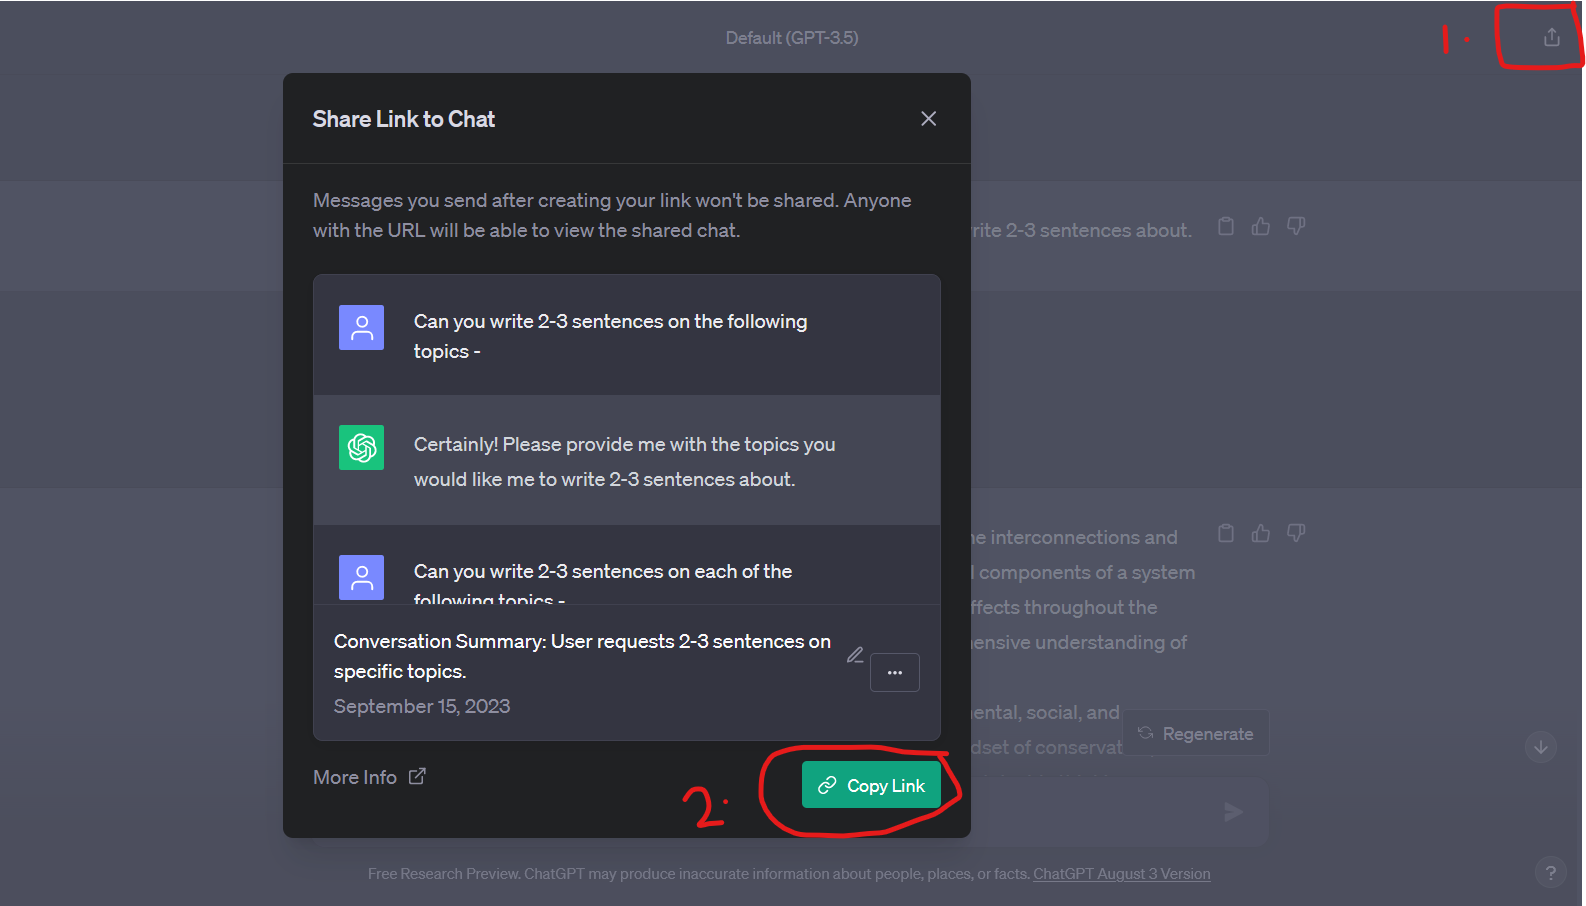 Default (GPT-3.5)
1.
Share Link to Chat
Messages you send after creating your link won't be shared. Anyone
with the URL will be able to view the shared chat.
rite 2-3 sentences about.
Can you write 2-3 sentences on the following
topics -
Certainly! Please provide me with the topics you
would like me to write 2-3 sentences about.
Can you write 2-3 sentences on each of the
following topics -
Conversation Summary: User requests 2-3 sentences on
specific topics.
September 15, 2023
ne interconnections and
l components of a system
ffects throughout the
ensive understanding of
ental, social, and
dset of conservat
Regenerate
More Info
2.
Copy Link
Free Research Preview. ChatGPT may produce inaccurate information about people, places, or facts. ChatGPT August 3 Version
?